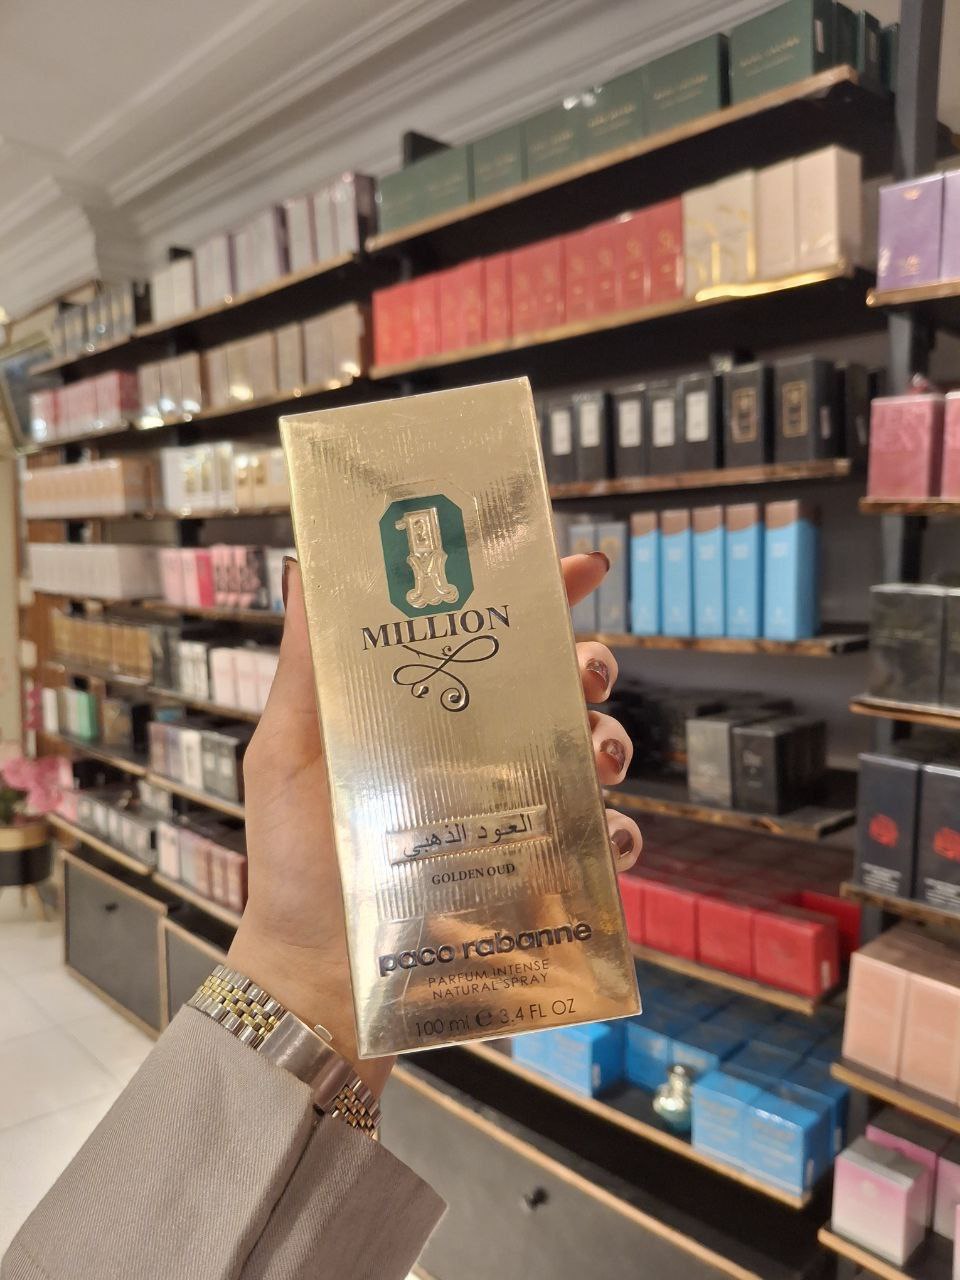 1
MILLION
العود الذهبي
GOLDEN OUD
paco rabanne
PARFUM INTENSE
NATURAL SPRAY
100 ml e 3.4 FL OZ